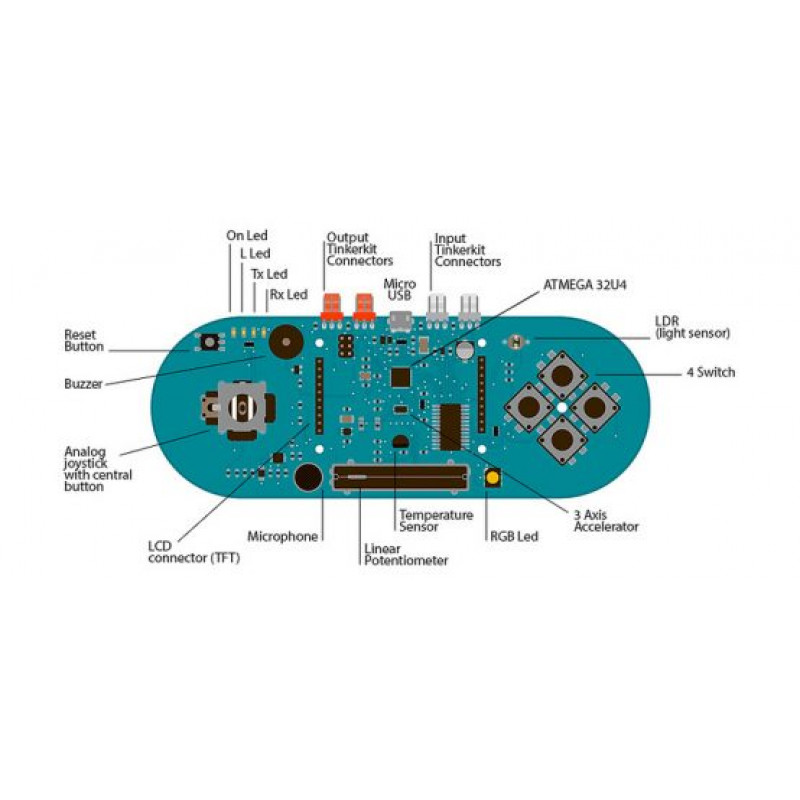 On Led
L Led
Tx Led
Rx Led
Output
Tinkerkit
Connectors
Micro
USB
Input
Tinkerkit
Connectors
ATMEGA 32U4
LDR
(light sensor)
4 Switch
Reset
Button
Buzzer
Analog
joystick
with central
button
LCD
connector (TFT)
Microphone
Linear
Potentiometer
Temperature
Sensor
RGB Led
3 Axis
Accelerator